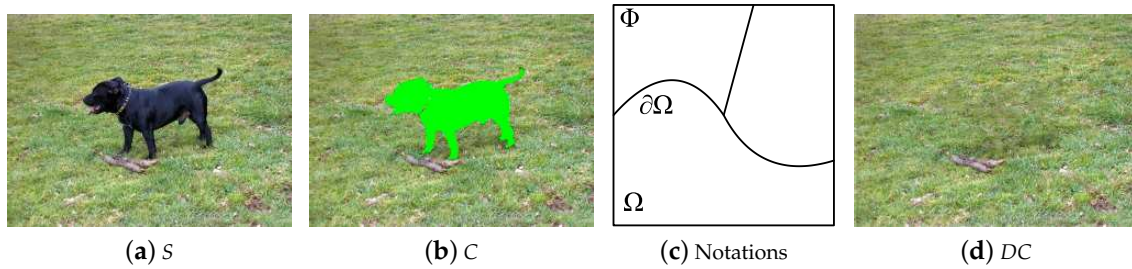 Φ
∂Ω
Ω
(a) S
(b) C
(c) Notations
(d) DC